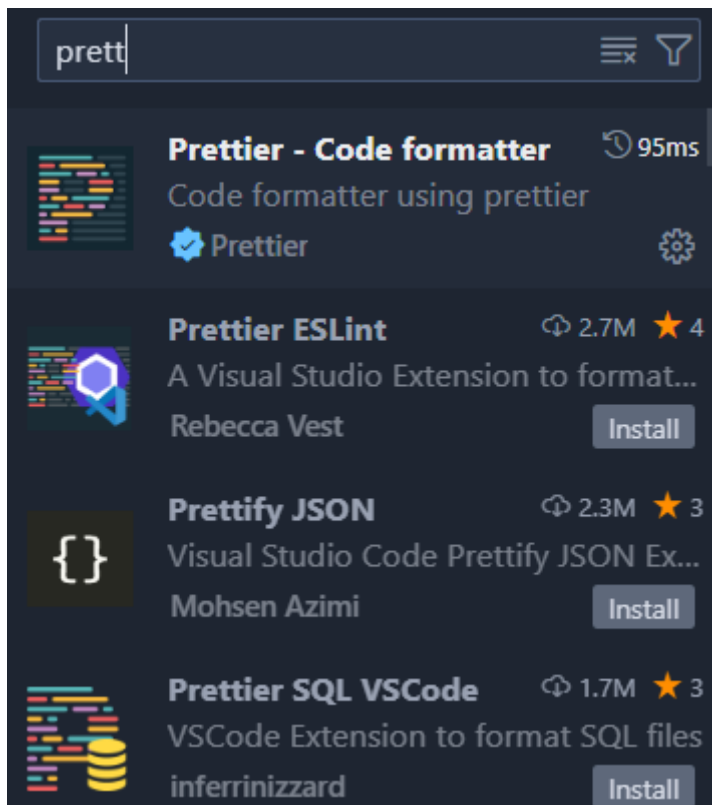 prett
Prettier - Code formatter 95ms
Code formatter using prettier
Prettier
Prettier ESLint 2.7M ★ 4
A Visual Studio Extension to format...
Rebecca Vest Install
Prettify JSON 2.3M ★ 3
{} Visual Studio Code Prettify JSON Ex...
Mohsen Azimi Install
Prettier SQL VSCode 1.7M ★ 3
VSCode Extension to format SQL files
inferrinizzard Install